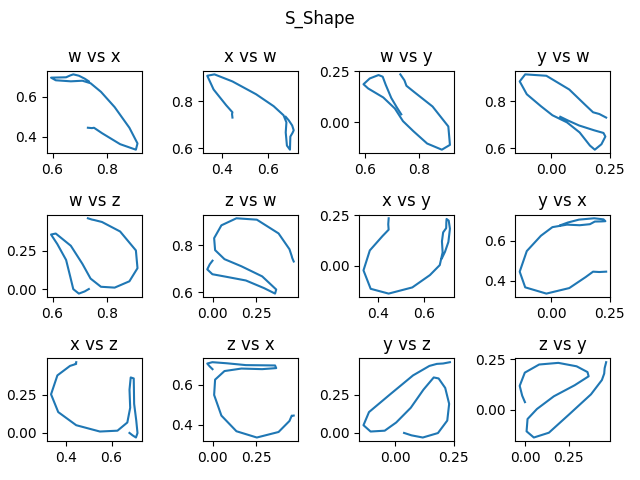 S_Shape
w vs x
x vs w
w vs y
y vs w
0.6
0.4
0.6 0.8
0.8
0.6
0.4 0.6
0.25
0.00
0.6 0.8
0.8
0.6
0.00 0.25
w vs z
z vs w
x vs y
y vs x
0.25
0.00
0.6 0.8
0.8
0.6
0.00 0.25
0.25
0.00
0.4 0.6
0.6
0.4
0.00 0.25
x vs z
z vs x
y vs z
z vs y
0.25
0.00
0.4 0.6
0.6
0.4
0.00 0.25
0.25
0.00
0.00 0.25
0.25
0.00
0.00 0.25